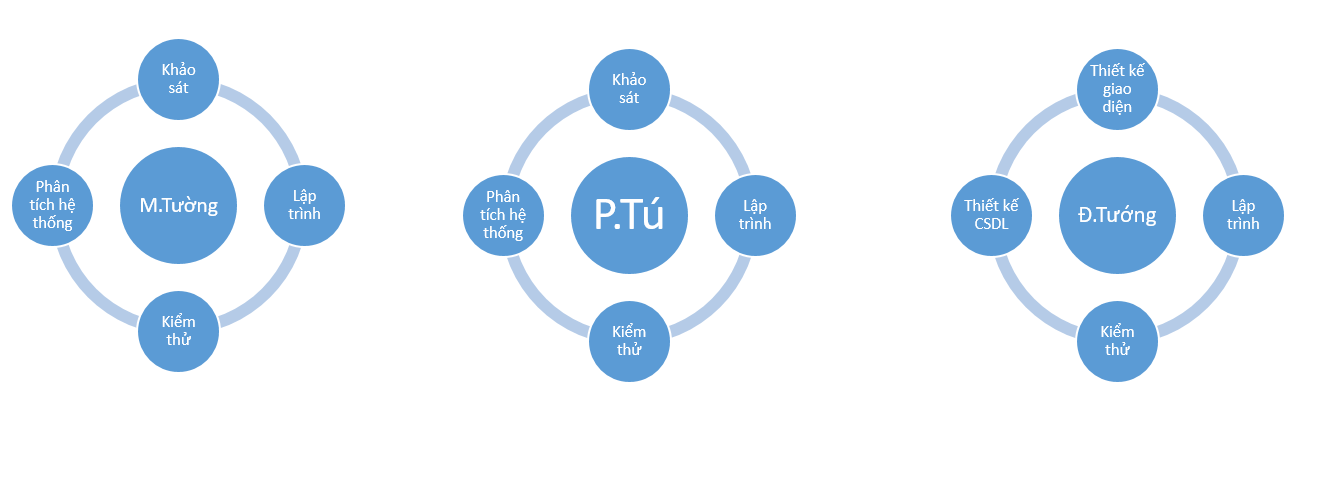 Khảo
sát
Phân
tích hệ
thống
M.Tường
Lập
trình
Kiểm
thử
Khảo
sát
Phân
tích hệ
thống
P.Tú
Lập
trình
Kiểm
thử
Thiết kế
giao
diện
Thiết kế
CSDL
Đ.Tướng
Lập
trình
Kiểm
thử